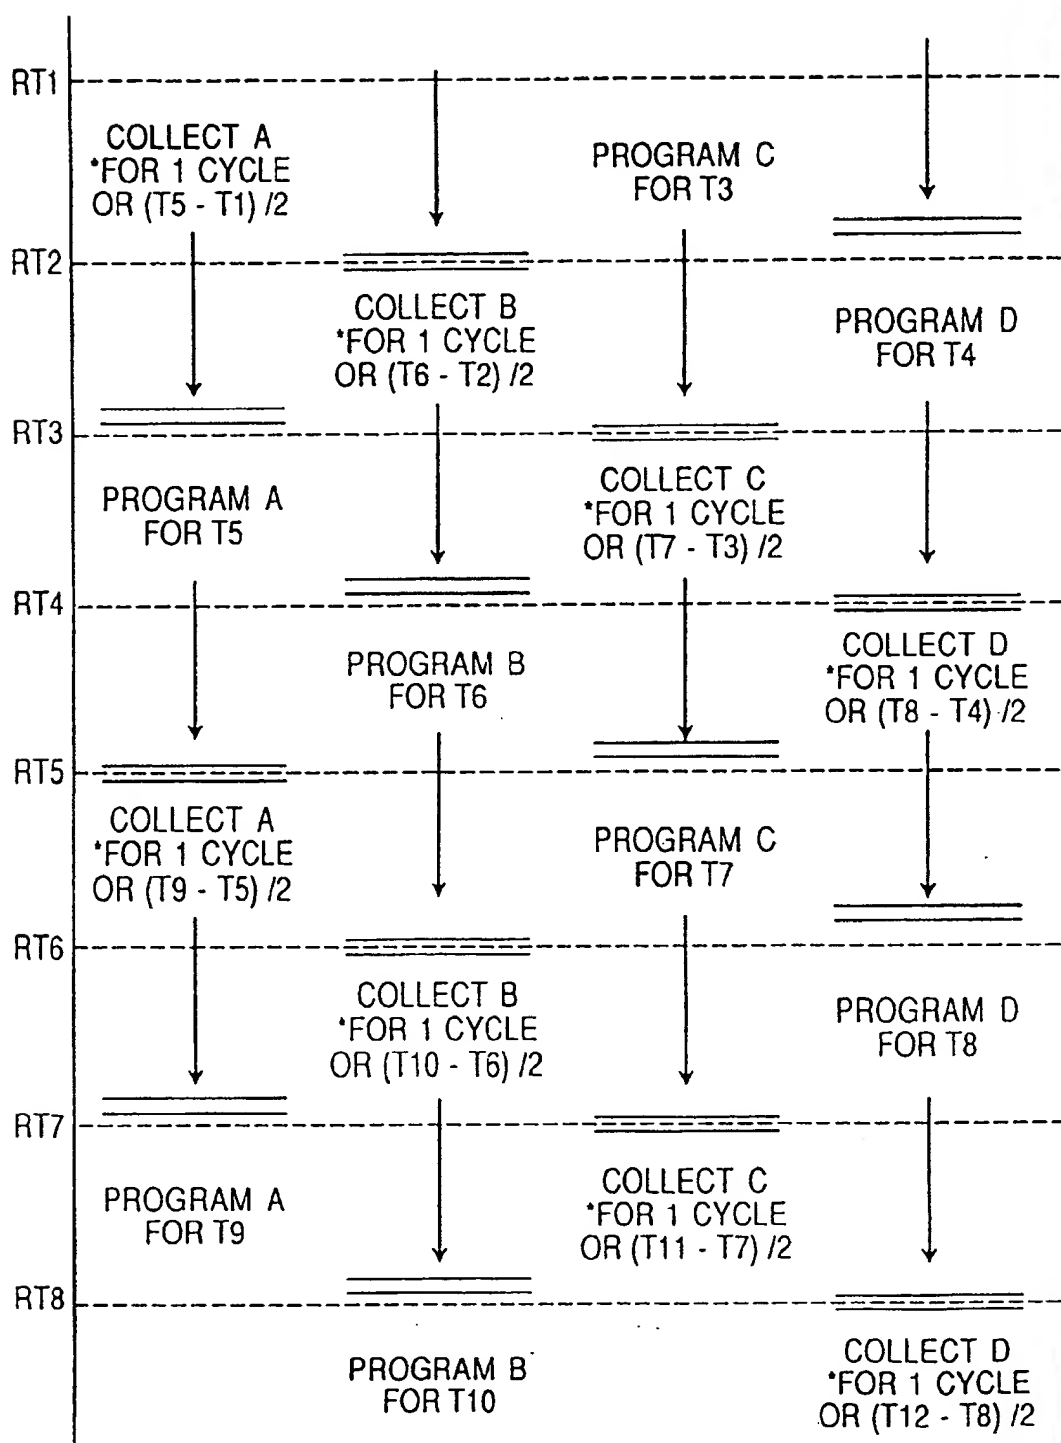 RT1
COLLECT A
*FOR 1 CYCLE
OR (T5 - T1) /2
PROGRAM C
FOR T3
RT2
COLLECT B
*FOR 1 CYCLE
OR (T6 - T2) /2
PROGRAM D
FOR T4
RT3
PROGRAM A
FOR T5
COLLECT C
*FOR 1 CYCLE
OR (T7 - T3) /2
RT4
PROGRAM B
FOR T6
COLLECT D
*FOR 1 CYCLE
OR (T8 - T4) /2
RT5
COLLECT A
*FOR 1 CYCLE
OR (T9 - T5) /2
PROGRAM C
FOR T7
RT6
COLLECT B
*FOR 1 CYCLE
OR (T10 - T6) /2
PROGRAM D
FOR T8
RT7
PROGRAM A
FOR T9
COLLECT C
*FOR 1 CYCLE
OR (T11 - T7) /2
RT8
PROGRAM B
FOR T10
COLLECT D
*FOR 1 CYCLE
OR (T12 - T8) /2